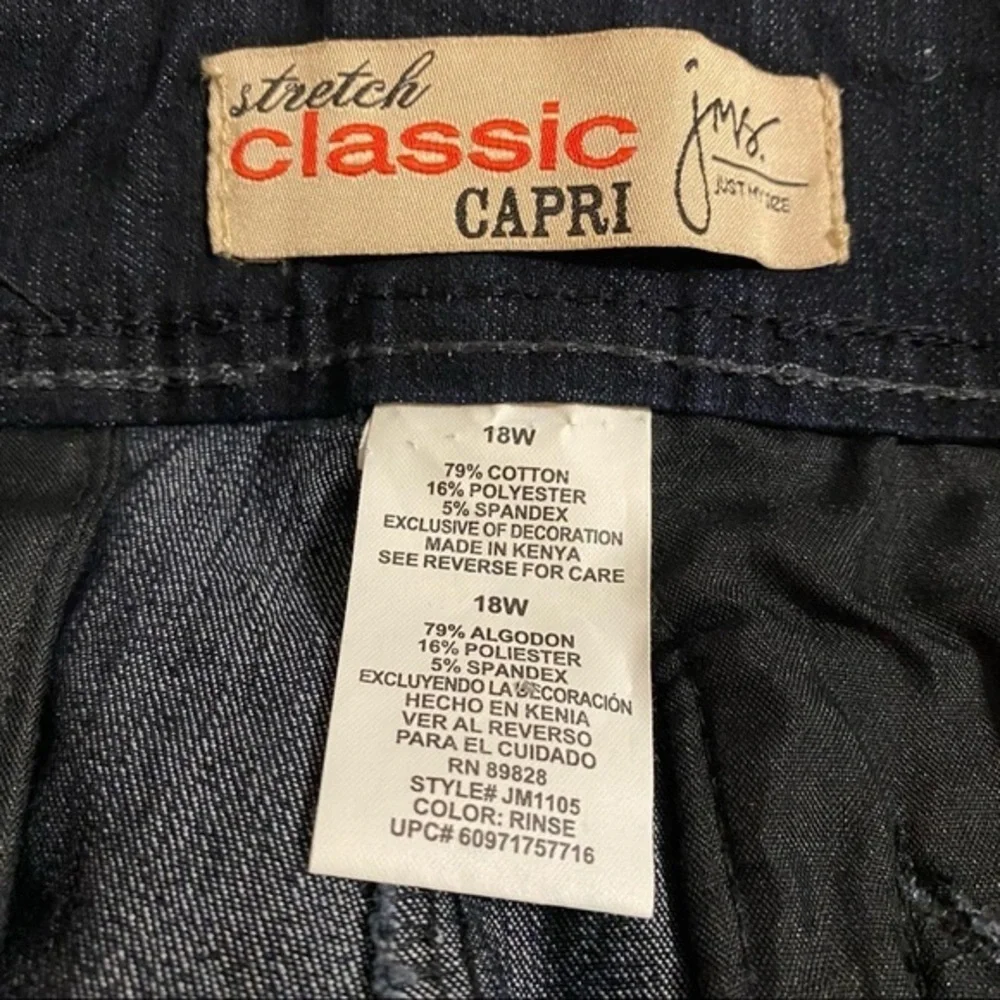 stretch
classic
CAPRI
jms.
JUST MY SIZE
18W
79% COTTON
16% POLYESTER
5% SPANDEX
EXCLUSIVE OF DECORATION
MADE IN KENYA
SEE REVERSE FOR CARE
18W
79% ALGODON
16% POLIESTER
5% SPANDEX
EXCLUYENDO LA DECORACIÓN
HECHO EN KENIA
VER AL REVERSO
PARA EL CUIDADO
RN 89828
STYLE# JM1105
COLOR: RINSE
UPC# 60971757716